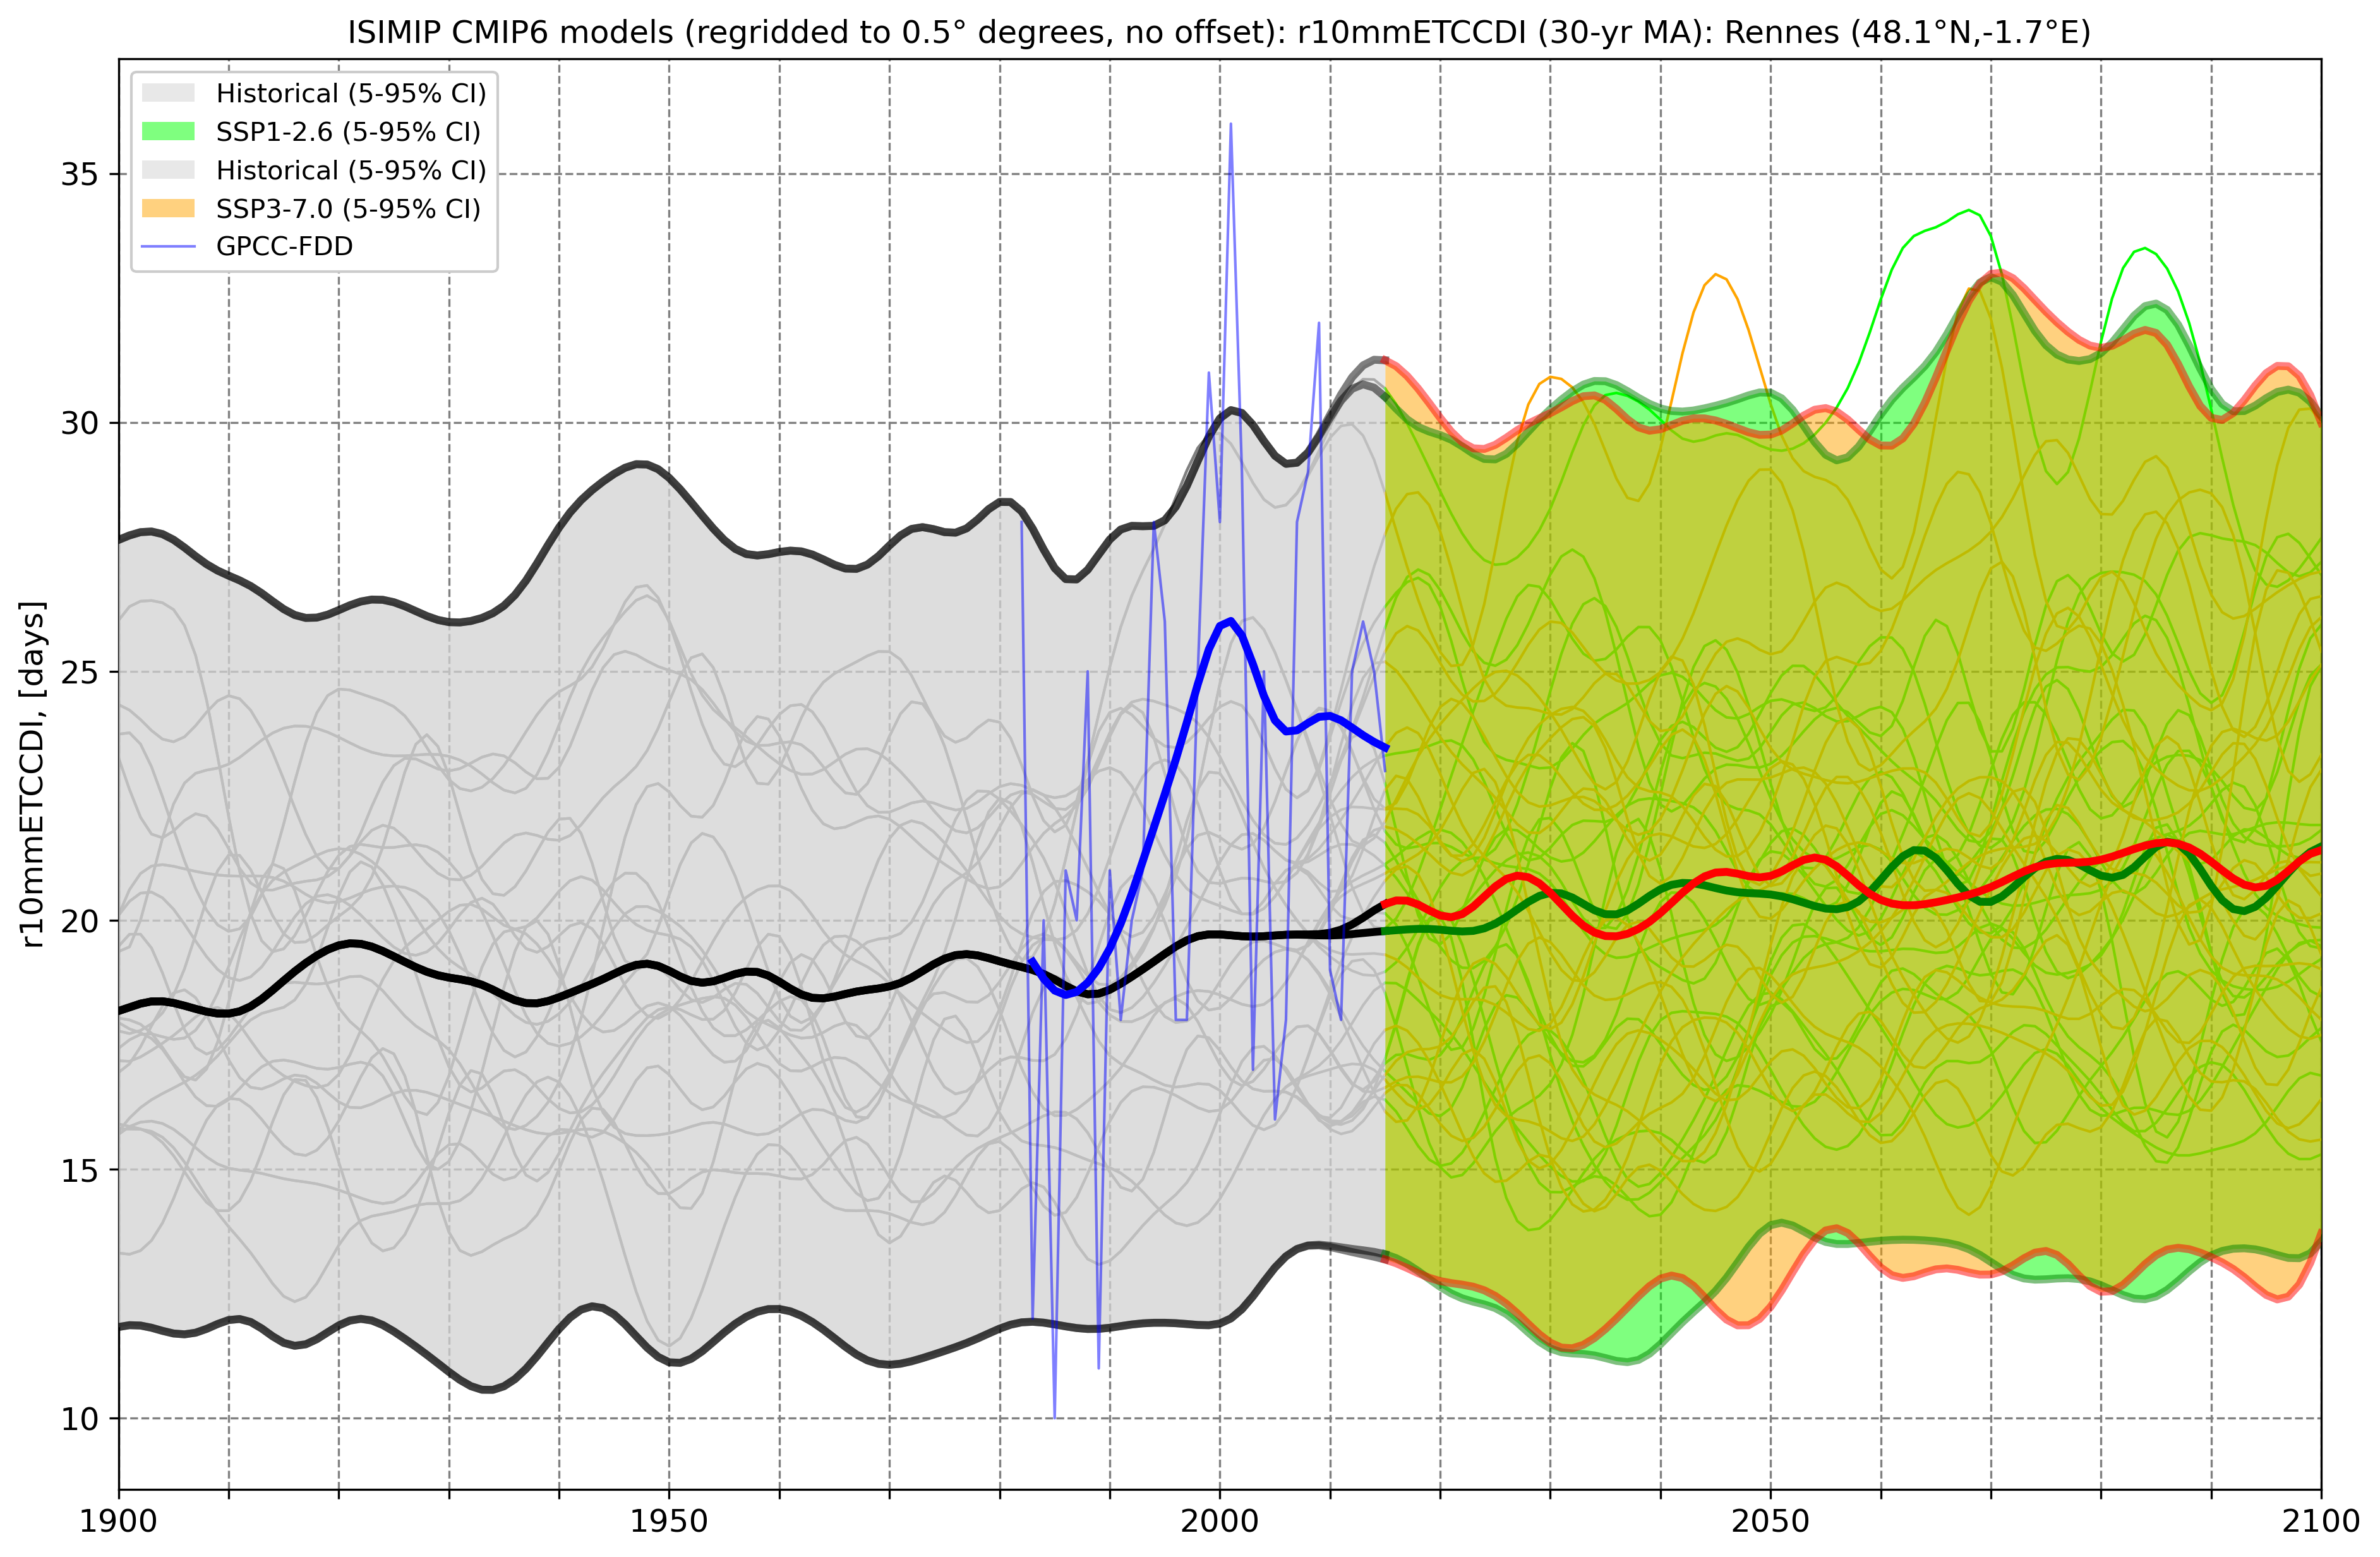 ISIMIP CMIP6 models (regridded to 0.5° degrees, no offset): r10mmETCCDI (30-yr MA): Rennes (48.1°N,-1.7°E)
Historical (5-95% CI)
SSP1-2.6 (5-95% CI)
Historical (5-95% CI)
SSP3-7.0 (5-95% CI)
GPCC-FDD
r10mmETCCDI, [days]
35
30
25
20
15
10
1900 1950 2000 2050 2100